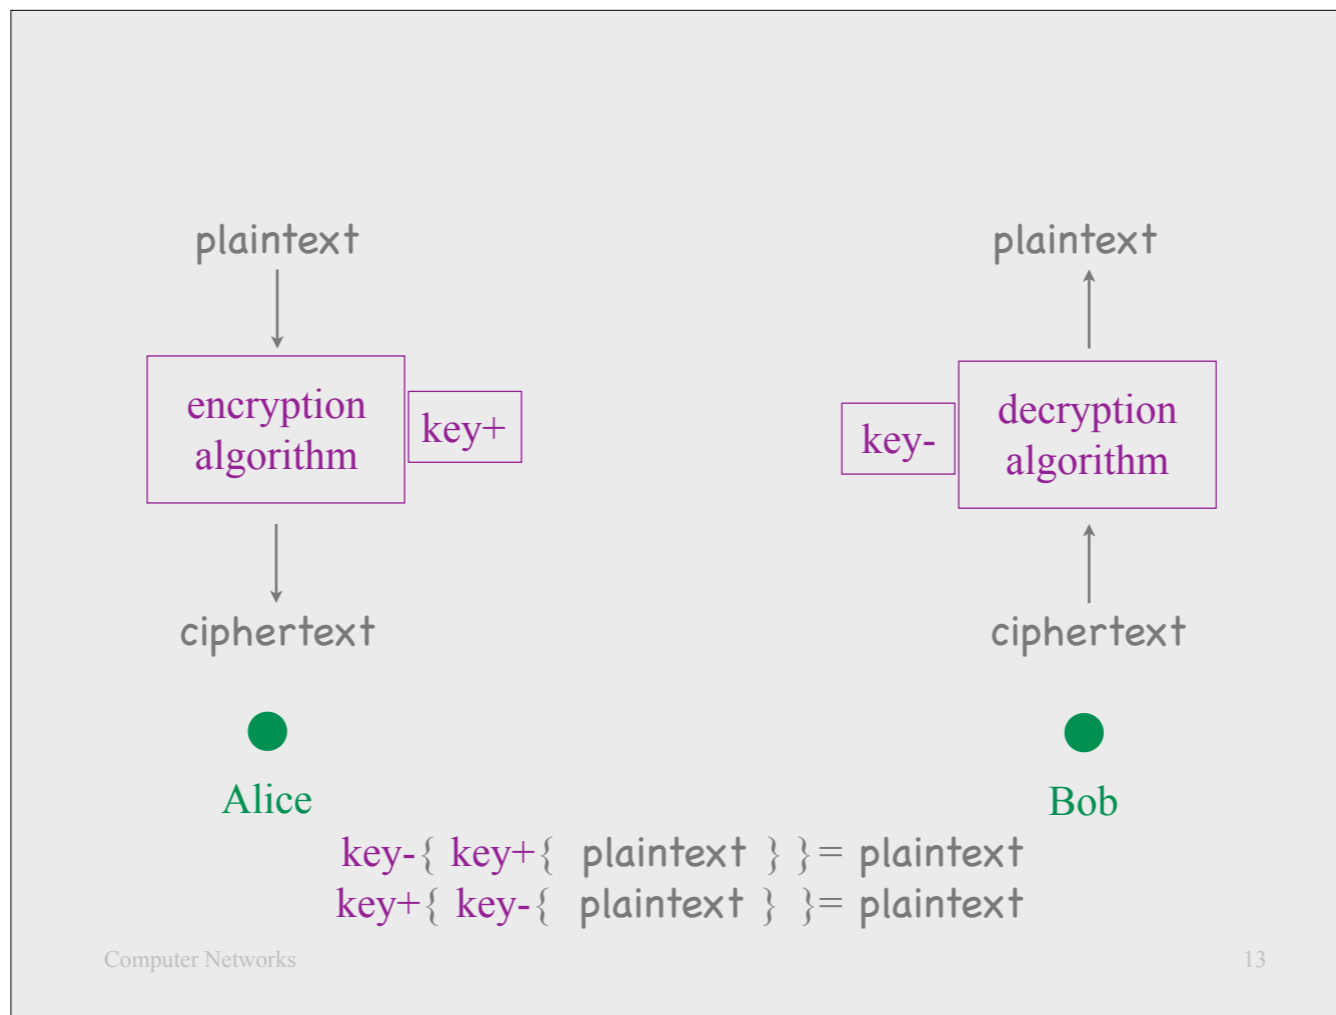 plaintext
encryption
algorithm
key+
ciphertext
Alice
plaintext
key-
decryption
algorithm
ciphertext
Bob
key-{ key+{ plaintext } }= plaintext
key+{ key-{ plaintext } }= plaintext
Computer Networks
13